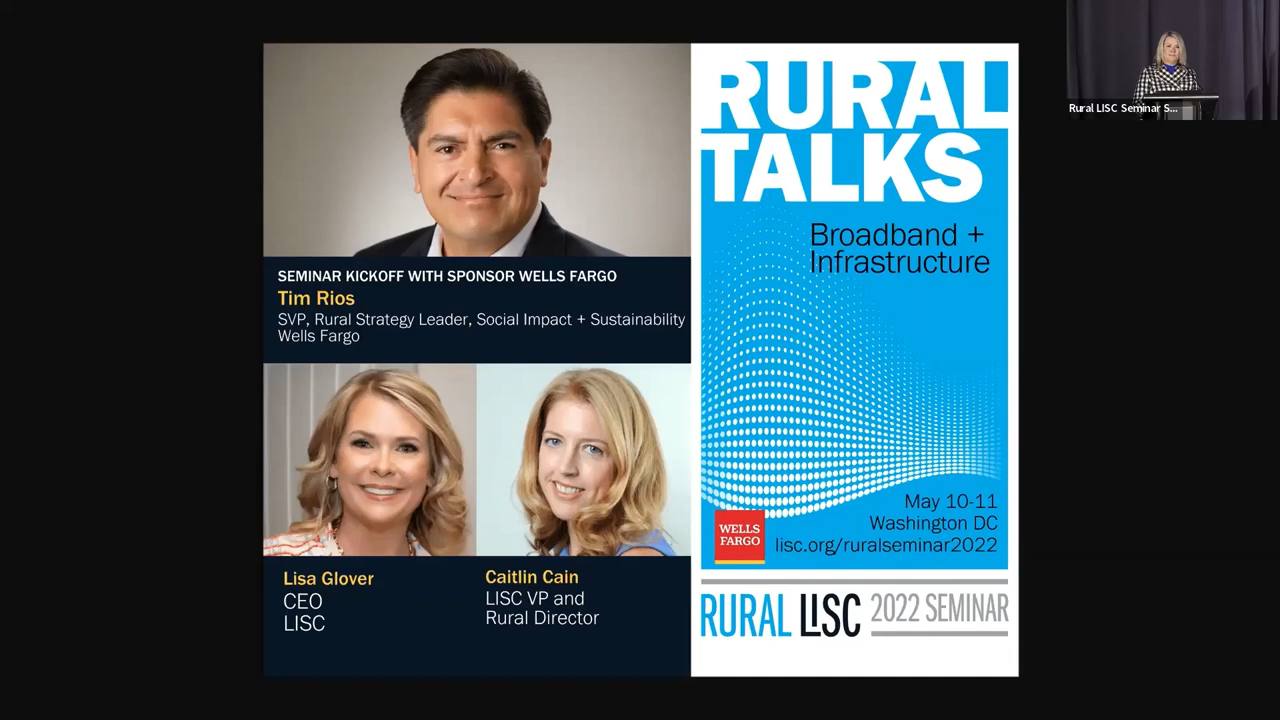 SEMINAR KICKOFF WITH SPONSOR WELLS FARGO
Tim Rios
SVP, Rural Strategy Leader, Social Impact + Sustainability
Wells Fargo
Lisa Glover
CEO
LISC
Caitlin Cain
LISC VP and
Rural Director
RURAL
TALKS
Broadband +
Infrastructure
May 10-11
Washington DC
lisc.org/ruralseminar2022
WELLS
FARGO
RURAL LISC 2022 SEMINAR
Rural LISC Seminar S...